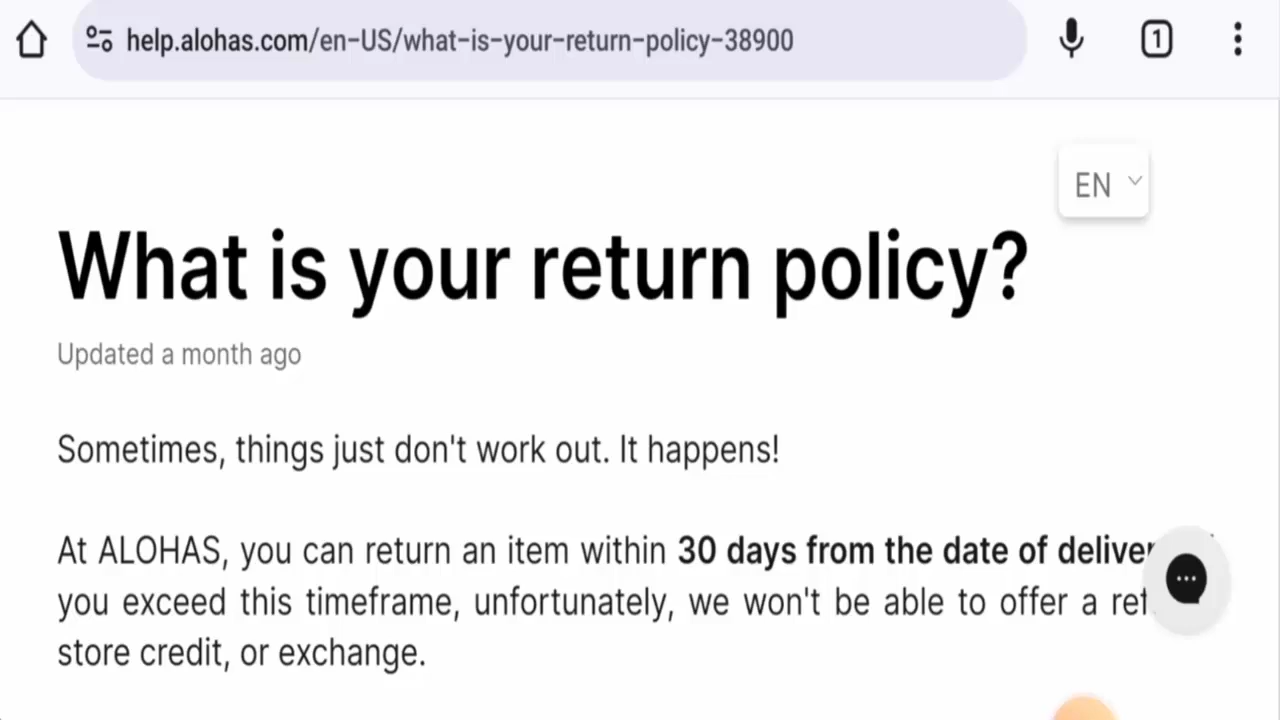 help.alohas.com/en-US/what-is-your-return-policy-38900
1
EN
What is your return policy?
Updated a month ago
Sometimes, things just don't work out. It happens!
At ALOHAS, you can return an item within 30 days from the date of
you exceed this timeframe, unfortunately, we won't be able to offer a
store credit, or exchange.